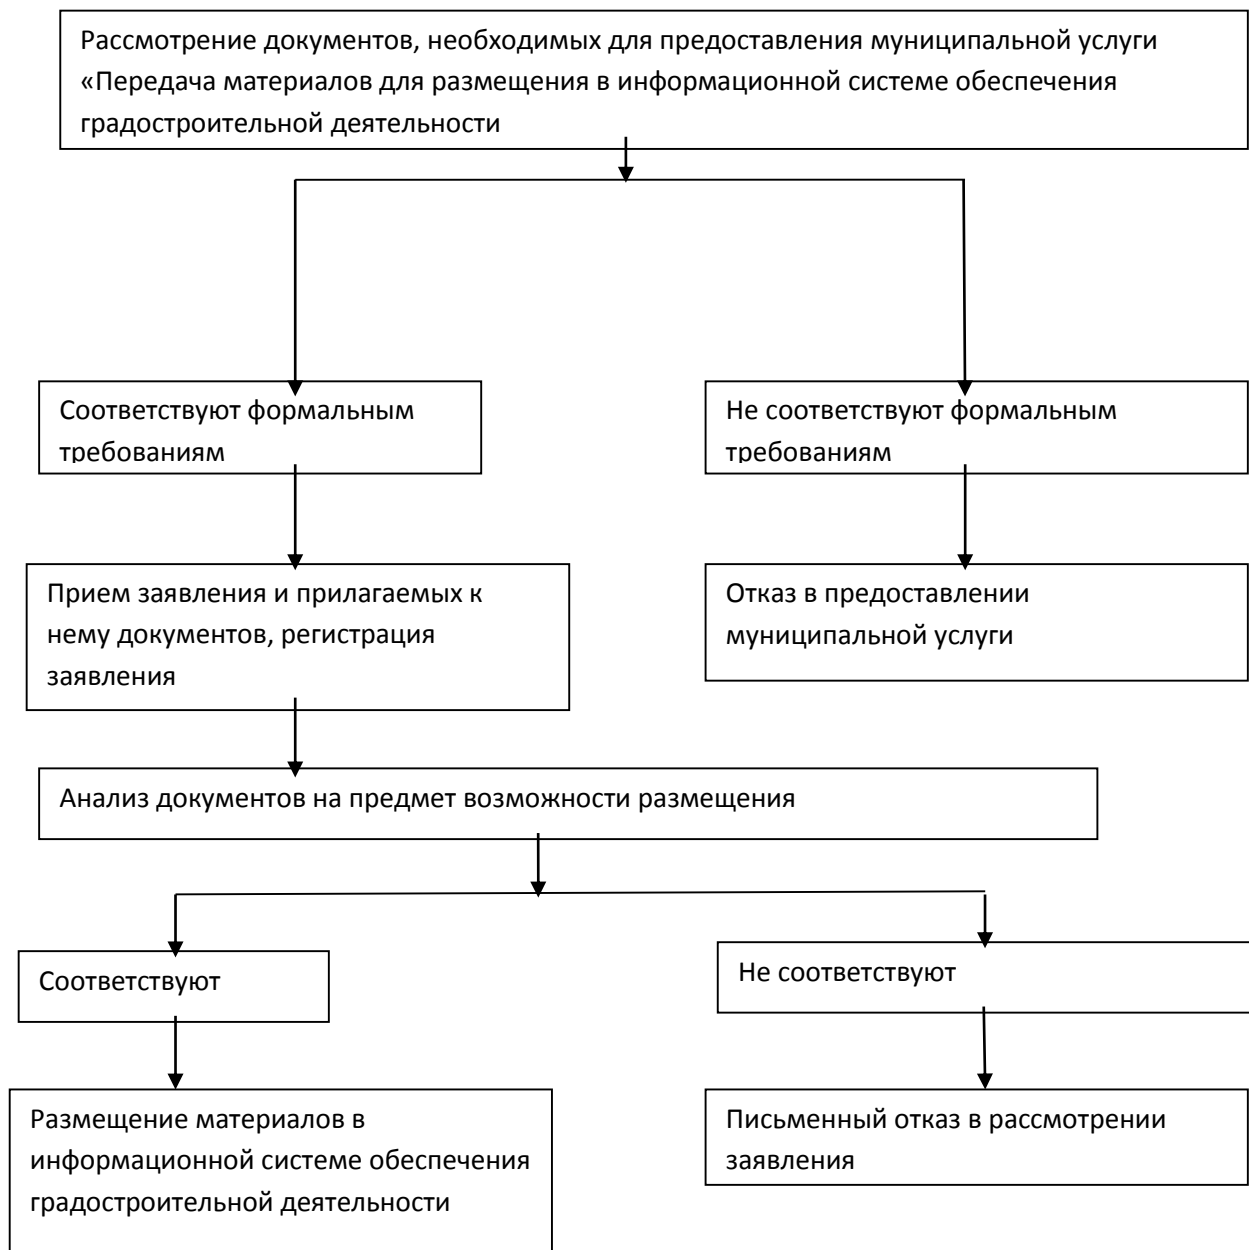 Рассмотрение документов, необходимых для предоставления муниципальной услуги
«Передача материалов для размещения в информационной системе обеспечения
градостроительной деятельности
Соответствуют формальным
требованиям
Не соответствуют формальным
требованиям
Прием заявления и прилагаемых к
нему документов, регистрация
заявления
Отказ в предоставлении
муниципальной услуги
Анализ документов на предмет возможности размещения
Соответствуют
Не соответствуют
Размещение материалов в
информационной системе обеспечения
градостроительной деятельности
Письменный отказ в рассмотрении
заявления